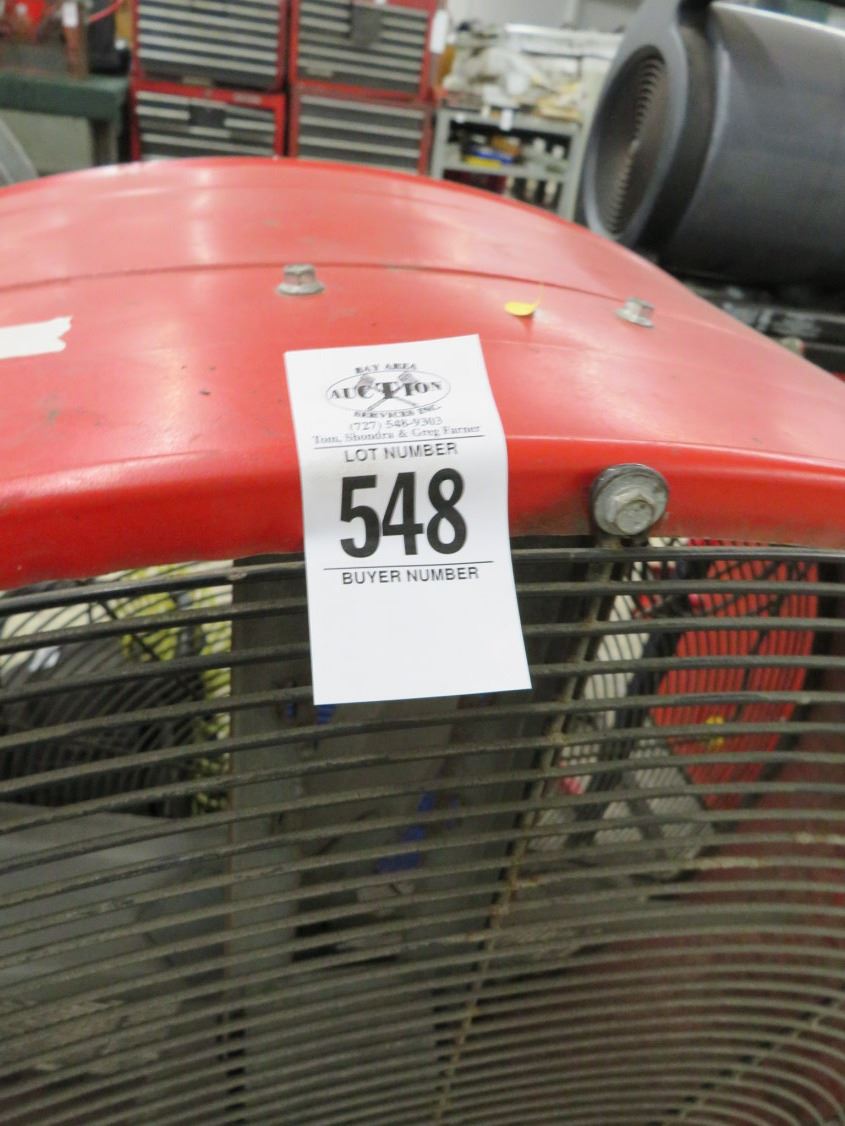 BAY AREA
AUCTION
SERVICES INC.
(727) 548-9303
Tom, Shondra & Greg Farner
LOT NUMBER
548
BUYER NUMBER